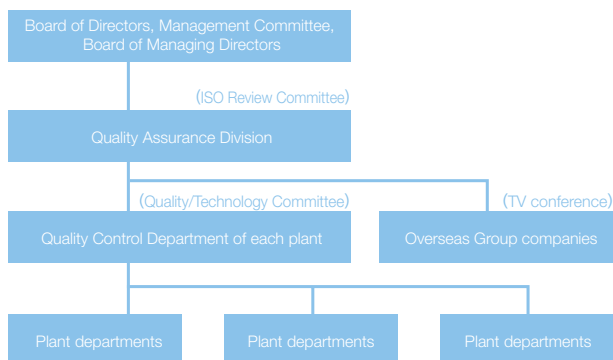 Board of Directors, Management Committee,
Board of Managing Directors
(ISO Review Committee)
Quality Assurance Division
(Quality/Technology Committee)
(TV conference)
Quality Control Department of each plant
Overseas Group companies
Plant departments
Plant departments
Plant departments